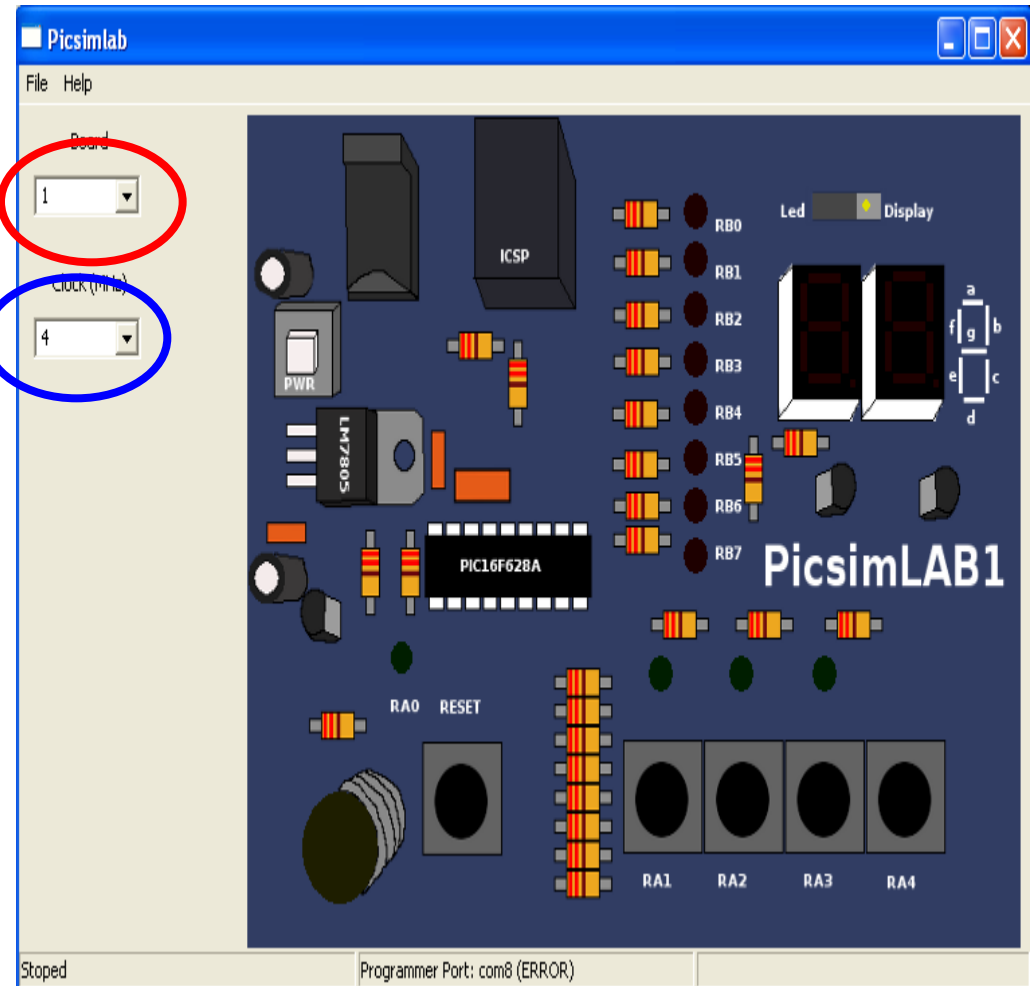 Picsimlab
File Help
Board
1
Clock (MHz)
4
ICSP
PWR
LM7805
PIC16F628A
RB0
RB1
RB2
RB3
RB4
RB5
RB6
RB7
Led Display
a
f g b
e c
d
PicsimLAB1
RA0 RESET
RA1 RA2 RA3 RA4
Stoped Programmer Port: com8 (ERROR)